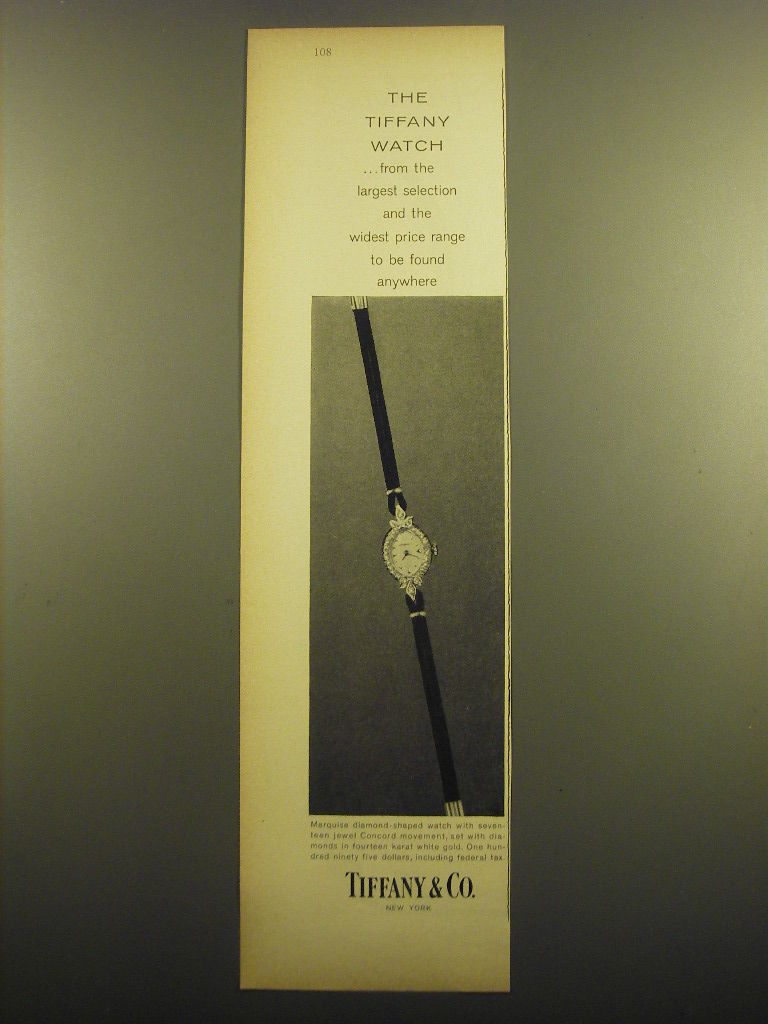 108
THE
TIFFANY
WATCH
...from the
largest selection
and the
widest price range
to be found
anywhere
Marquise diamond-shaped watch with seven-
teen jewel Concord movement, set with dia-
monds in fourteen karat white gold. One hun-
dred ninety five dollars, including federal tax.
TIFFANY & CO.
NEW YORK